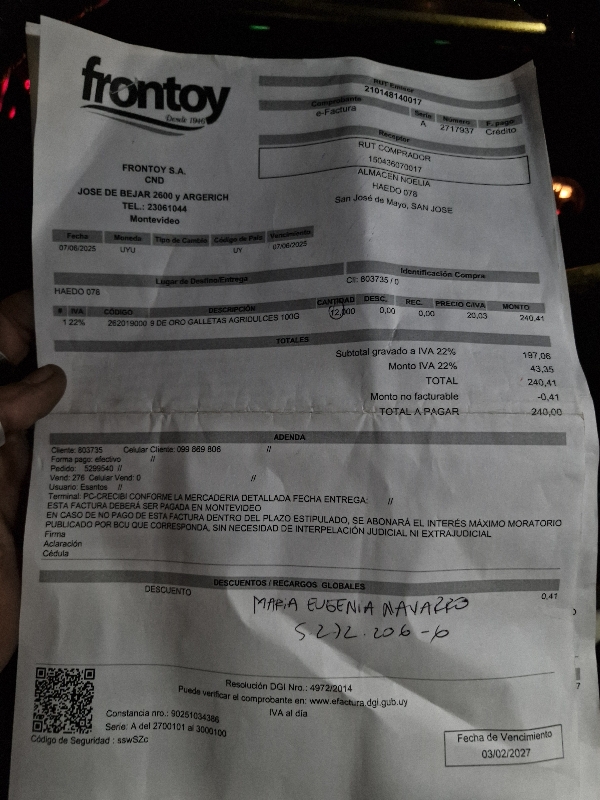 frontoy
Desde 1946
RUT Emisor
210148140017
Comprobante Serie Número F. pago
e-Factura A 2717937 Crédito
Receptor
RUT COMPRADOR
150436070017
ALMACEN NOELIA
HAEDO 078
San José de Mayo, SAN JOSE
FRONTOY S.A.
CND
JOSE DE BEJAR 2600 y ARGERICH
TEL.: 23061044
Montevideo
Fecha Moneda Tipo de Cambio Código de País Vencimiento
07/06/2025 UYU UY 07/06/2025
Lugar de Destino/Entrega Identificación Compra
HAEDO 078 Cli: 803735 / 0
# IVA CÓDIGO DESCRIPCIÓN CANTIDAD DESC. REC. PRECIO C/IVA MONTO
1 22% 262019000 9 DE ORO GALLETAS AGRIDULCES 100G 12,000 0,00 0,00 20,03 240,41
TOTALES
Subtotal gravado a IVA 22% 197,06
Monto IVA 22% 43,35
TOTAL 240,41
Monto no facturable -0,41
TOTAL A PAGAR 240,00
ADENDA
Cliente: 803735 Celular Cliente: 099 869 806 //
Forma pago: efectivo //
Pedido: 5299540 //
Vend: 276 Celular Vend: 0 //
Usuario: Esantos //
Terminal: PC-CRECIBI CONFORME LA MERCADERIA DETALLADA FECHA ENTREGA: //
ESTA FACTURA DEBERÁ SER PAGADA EN MONTEVIDEO
EN CASO DE NO PAGO DE ESTA FACTURA DENTRO DEL PLAZO ESTIPULADO, SE ABONARÁ EL INTERÉS MÁXIMO MORATORIO
PUBLICADO POR BCU QUE CORRESPONDA, SIN NECESIDAD DE INTERPELACIÓN JUDICIAL NI EXTRAJUDICIAL
Firma
Aclaración
Cédula
DESCUENTOS / RECARGOS GLOBALES
DESCUENTO 0,41
MARIA EUGENIA NAVARRO
5.272.206-6
Resolución DGI Nro.: 4972/2014
Puede verificar el comprobante en: www.efactura.dgi.gub.uy
IVA al día
Constancia nro.: 90251034386
Serie: A del 2700101 al 3000100
Código de Seguridad : sswSZc
Fecha de Vencimiento
03/02/2027